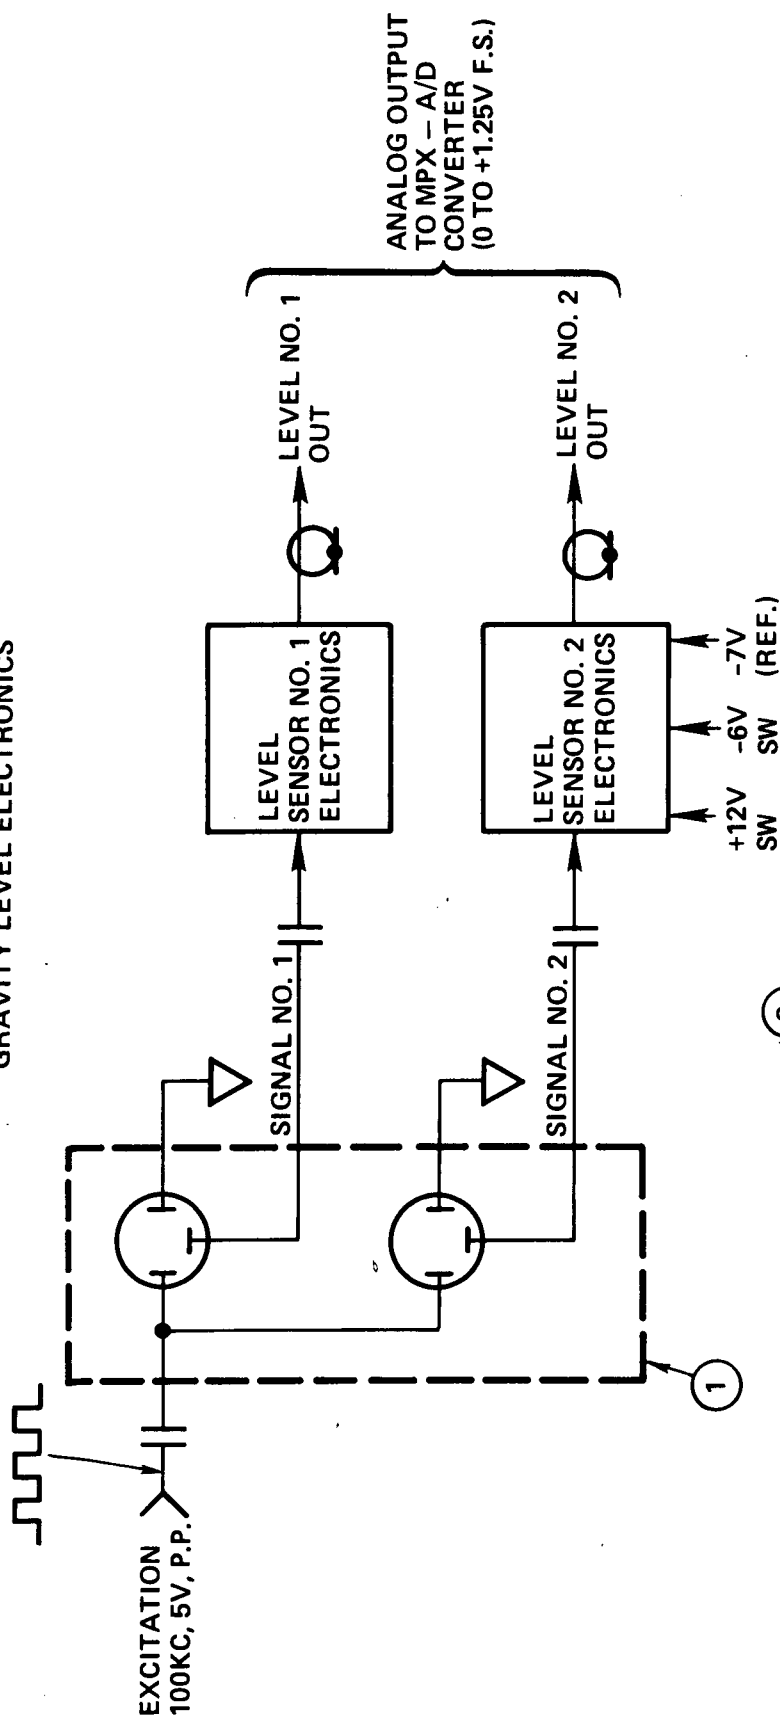 GRAVITY LEVEL ELECTRONICS
EXCITATION
100KC, 5V, P.P.
SIGNAL NO. 1
LEVEL
SENSOR NO. 1
ELECTRONICS
LEVEL NO. 1
OUT
SIGNAL NO. 2
LEVEL
SENSOR NO. 2
ELECTRONICS
LEVEL NO. 2
OUT
ANALOG OUTPUT
TO MPX – A/D
CONVERTER
(0 TO +1.25V F.S.)
+12V
SW
-6V
SW
-7V
(REF.)
1